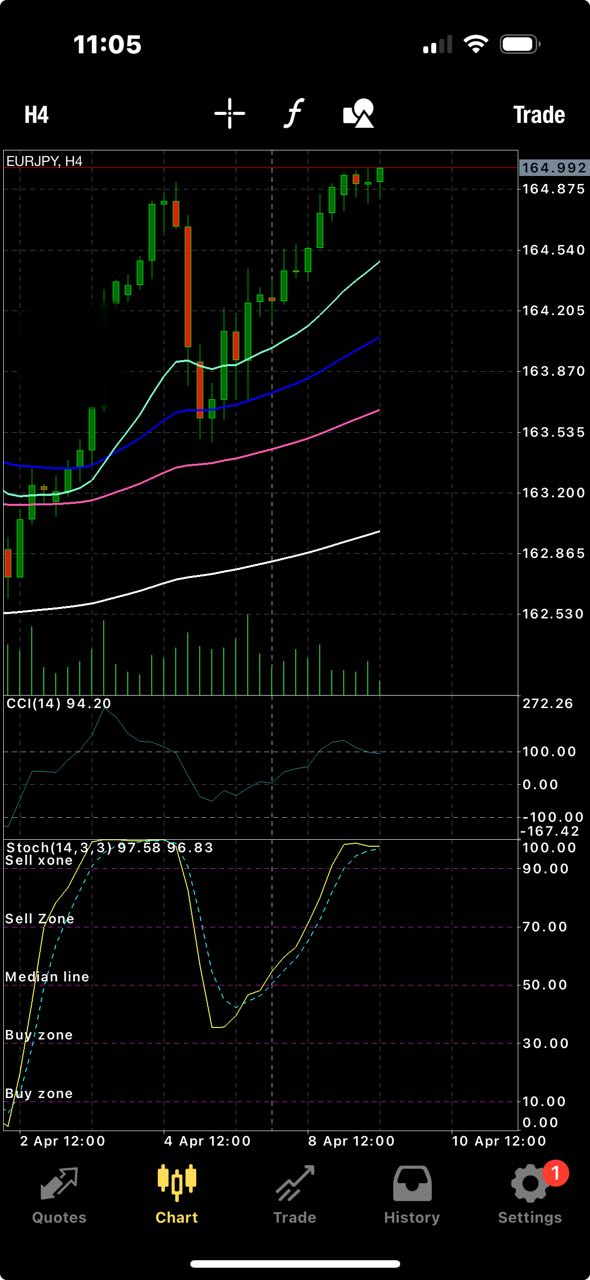 11:05
H4
f
Trade
EURJPY, H4
164.992
164.875
164.540
164.205
163.870
163.535
163.200
162.865
162.530
CCI(14) 94.20
272.26
100.00
0.00
-100.00
-167.42
Stoch(14,3,3) 97.58 96.83
100.00
Sell xone
90.00
Sell Zone
70.00
Median line
50.00
Buy zone
30.00
Buy zone
10.00
0.00
2 Apr 12:00 4 Apr 12:00 8 Apr 12:00 10 Apr 12:00
1
Quotes Chart Trade History Settings